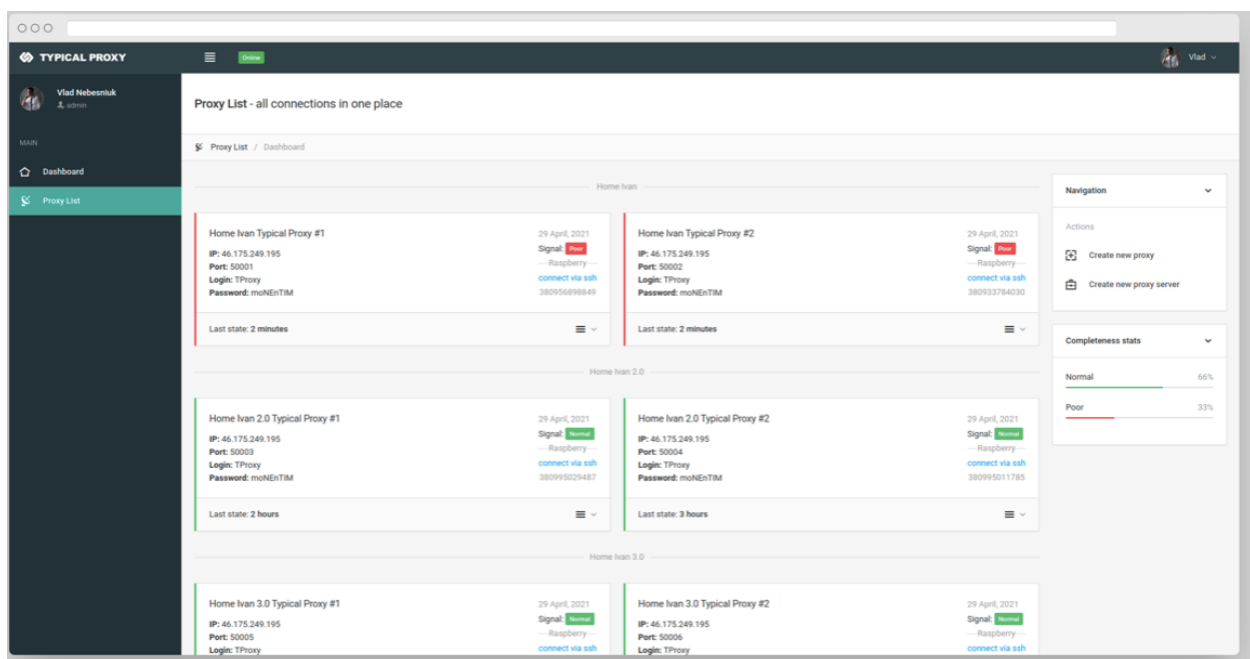 TYPICAL PROXY
Online
Vlad
Vlad Nebesniuk
admin
MAIN
Dashboard
Proxy List
Proxy List - all connections in one place
Proxy List / Dashboard
Home Ivan
Home Ivan Typical Proxy #1
29 April, 2021
IP: 46.175.249.195
Signal: Poor
Port: 50001
Raspberry
Login: TProxy
connect via ssh
Password: moNEnTIM
380956898849
Last state: 2 minutes
Home Ivan Typical Proxy #2
29 April, 2021
IP: 46.175.249.195
Signal: Poor
Port: 50002
Raspberry
Login: TProxy
connect via ssh
Password: moNEnTIM
380933784030
Last state: 2 minutes
Home Ivan 2.0
Home Ivan 2.0 Typical Proxy #1
29 April, 2021
IP: 46.175.249.195
Signal: Normal
Port: 50003
Raspberry
Login: TProxy
connect via ssh
Password: moNEnTIM
380995029487
Last state: 2 hours
Home Ivan 2.0 Typical Proxy #2
29 April, 2021
IP: 46.175.249.195
Signal: Normal
Port: 50004
Raspberry
Login: TProxy
connect via ssh
Password: moNEnTIM
380995011785
Last state: 3 hours
Home Ivan 3.0
Home Ivan 3.0 Typical Proxy #1
29 April, 2021
IP: 46.175.249.195
Signal: Normal
Port: 50005
Raspberry
Login: TProxy
connect via ssh
Home Ivan 3.0 Typical Proxy #2
29 April, 2021
IP: 46.175.249.195
Signal: Normal
Port: 50006
Raspberry
Login: TProxy
connect via ssh
Navigation
Actions
Create new proxy
Create new proxy server
Completeness stats
Normal 66%
Poor 33%